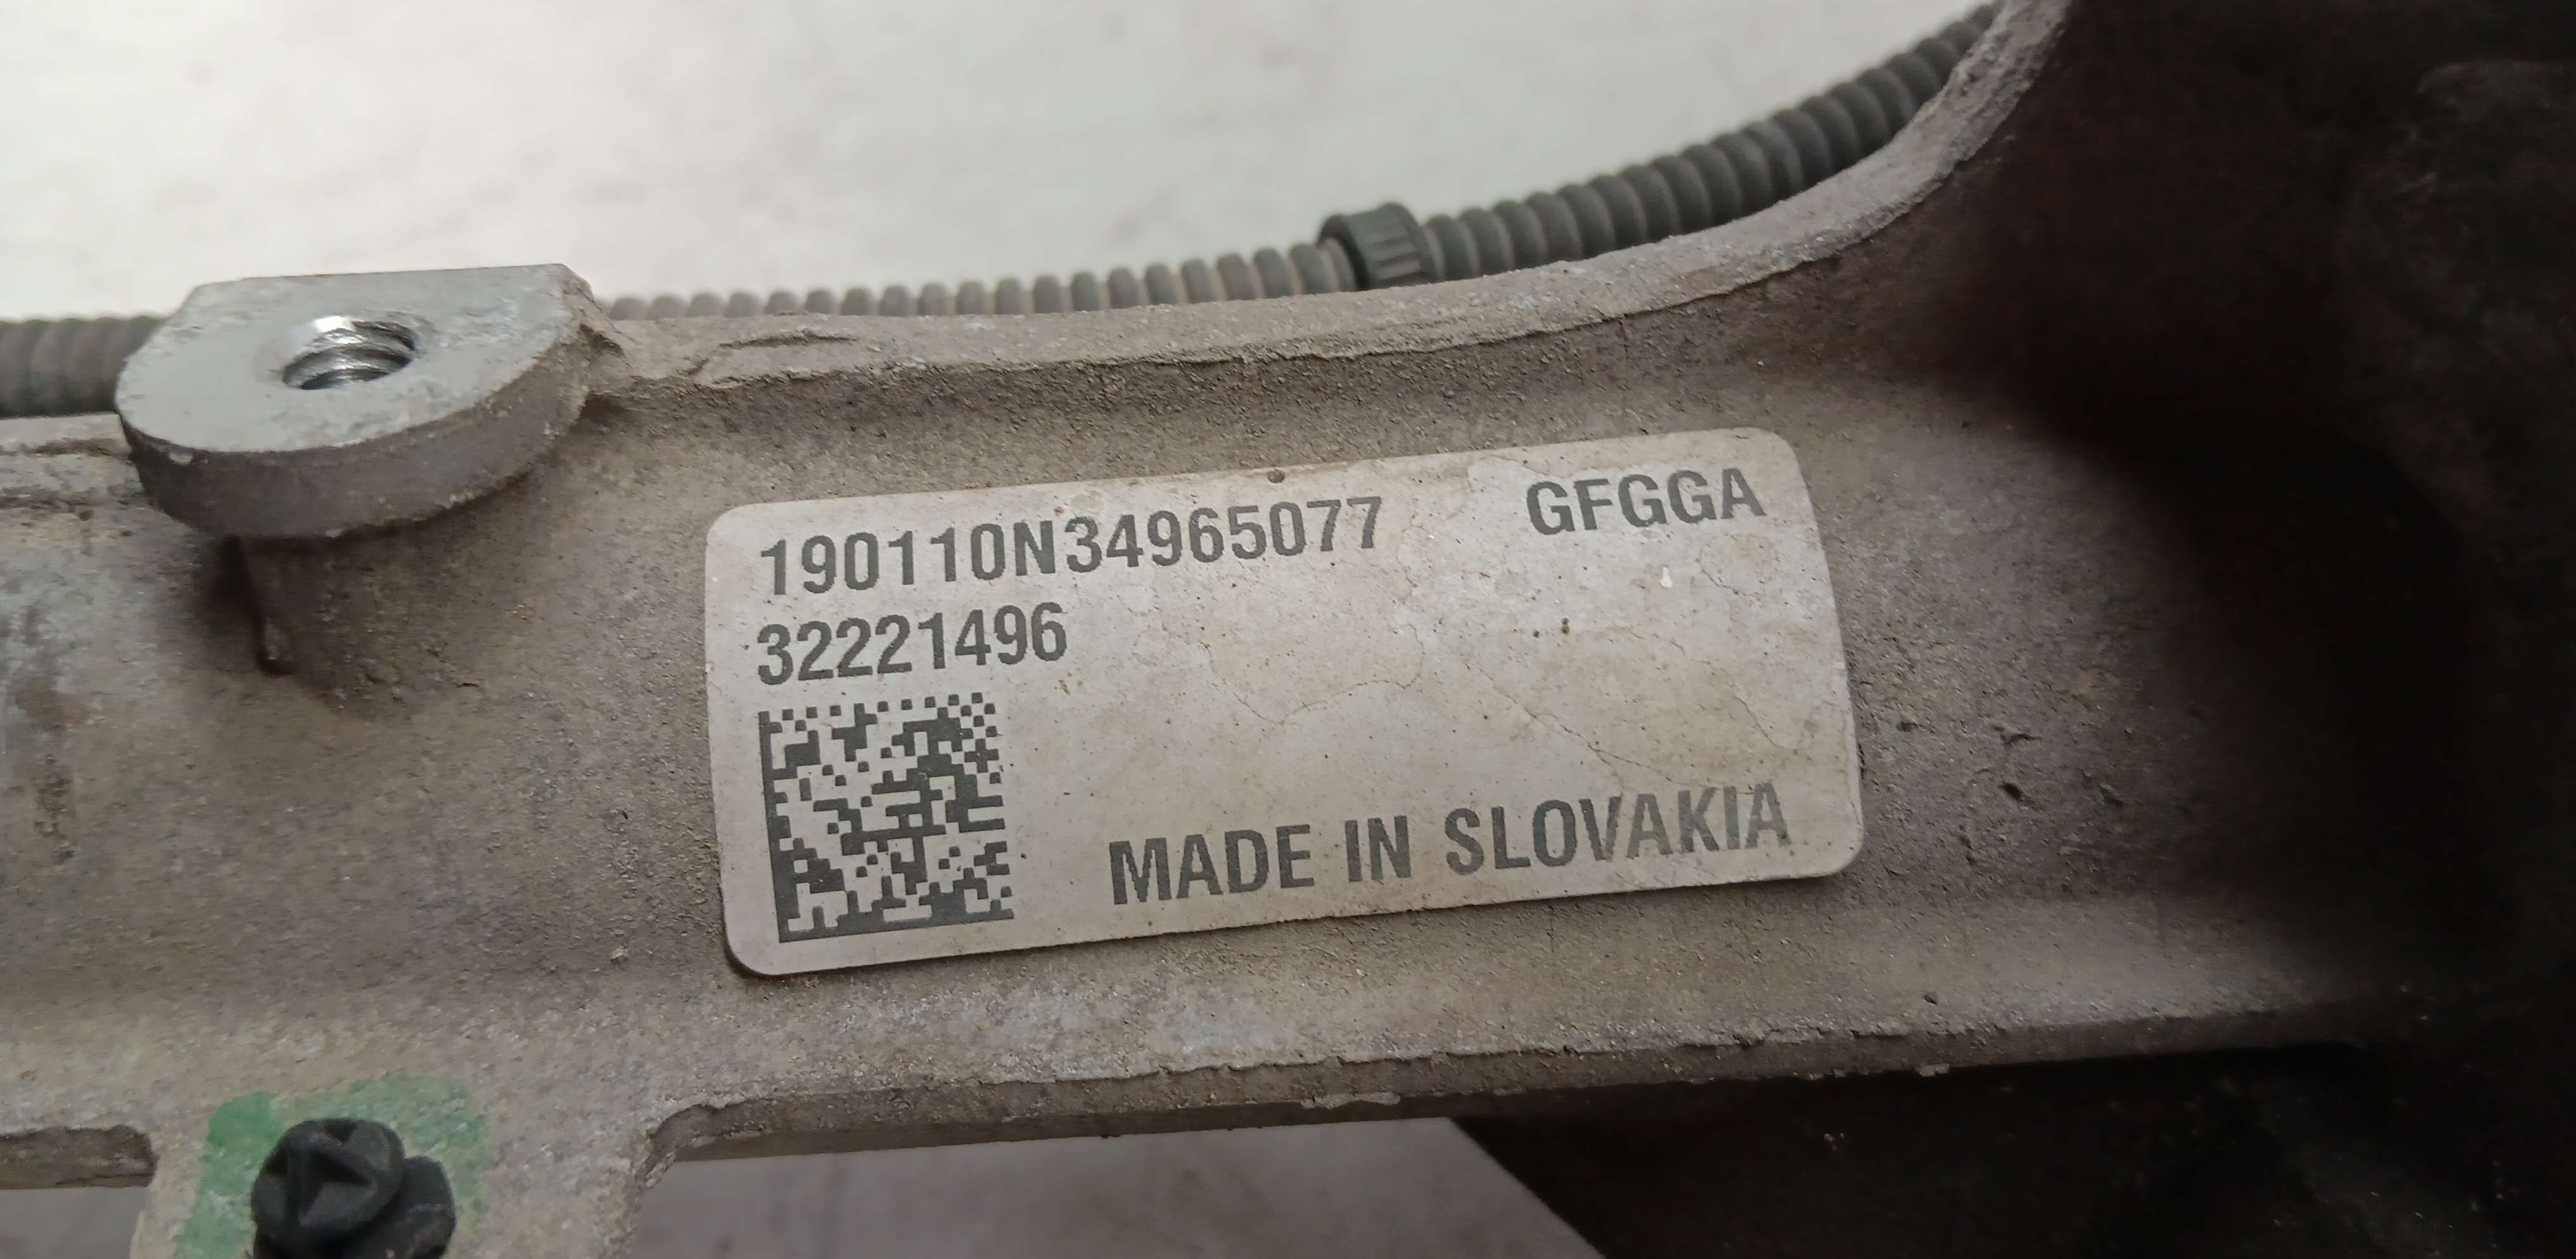 190110N34965077 GFGGA
32221496
MADE IN SLOVAKIA